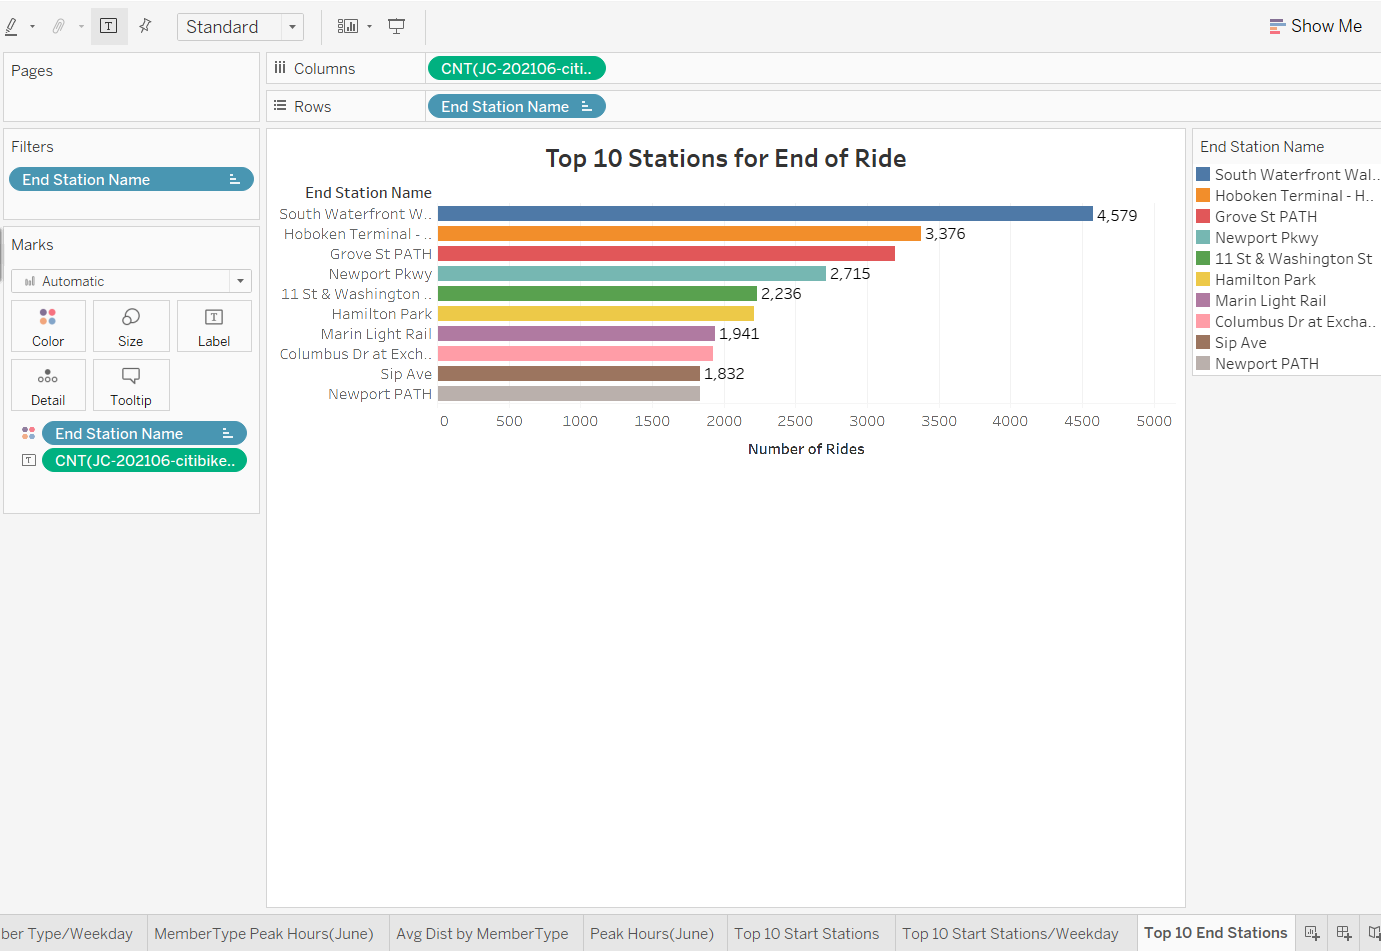 Standard
Show Me
Pages
Columns
CNT(JC-202106-citi..
Rows
End Station Name
Filters
End Station Name
Marks
Automatic
Color
Size
Label
Detail
Tooltip
End Station Name
CNT(JC-202106-citibike..
Top 10 Stations for End of Ride
End Station Name
South Waterfront W.. 4,579
Hoboken Terminal - .. 3,376
Grove St PATH
Newport Pkwy 2,715
11 St & Washington .. 2,236
Hamilton Park
Marin Light Rail 1,941
Columbus Dr at Exch..
Sip Ave 1,832
Newport PATH
0 500 1000 1500 2000 2500 3000 3500 4000 4500 5000
Number of Rides
End Station Name
South Waterfront Wal..
Hoboken Terminal - H..
Grove St PATH
Newport Pkwy
11 St & Washington St
Hamilton Park
Marin Light Rail
Columbus Dr at Excha..
Sip Ave
Newport PATH
ber Type/Weekday MemberType Peak Hours(June) Avg Dist by MemberType Peak Hours(June) Top 10 Start Stations Top 10 Start Stations/Weekday Top 10 End Stations